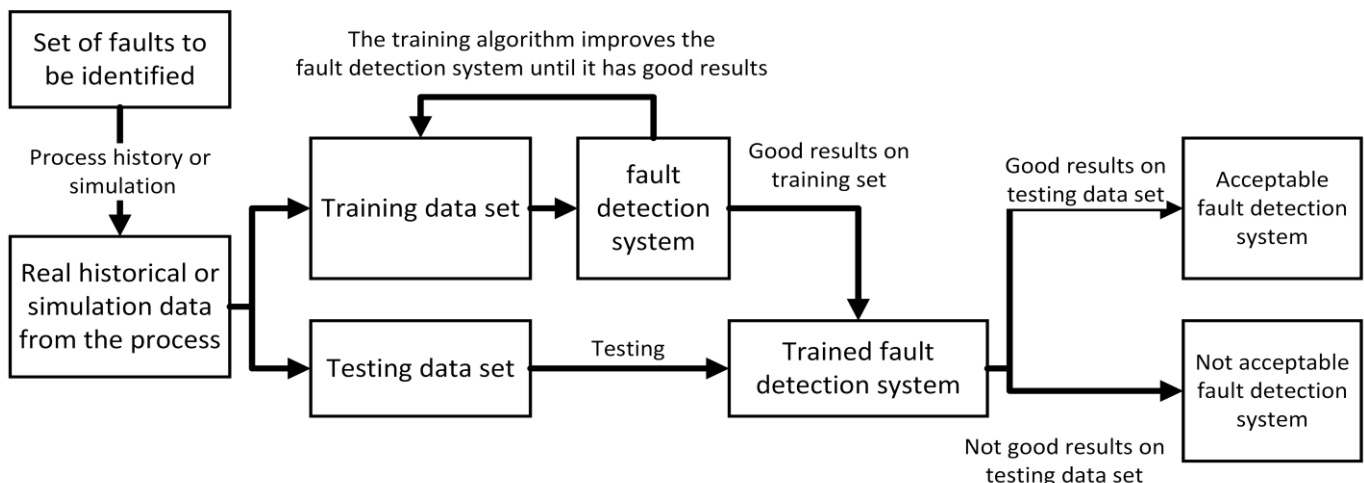 Set of faults to
be identified
The training algorithm improves the
fault detection system until it has good results
Process history or
simulation
Real historical or
simulation data
from the process
Training data set
fault
detection
system
Good results on
training set
Testing data set
Testing
Trained fault
detection system
Good results on
testing data set
Acceptable
fault detection
system
Not good results on
testing data set
Not acceptable
fault detection
system